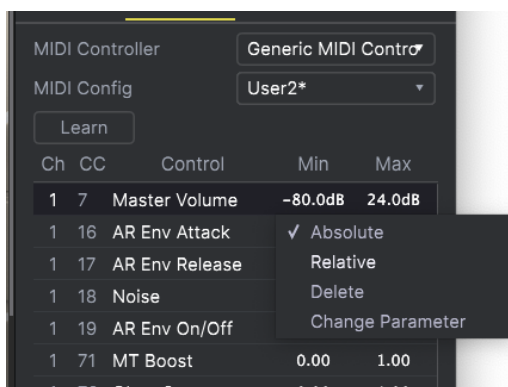 MIDI Controller Generic MIDI Contro
MIDI Config User2*
Learn
Ch CC Control Min Max
1 7 Master Volume -80.0dB 24.0dB
1 16 AR Env Attack
1 17 AR Env Release
1 18 Noise
1 19 AR Env On/Off
✓ Absolute
Relative
Delete
Change Parameter
1 71 MT Boost 0.00 1.00